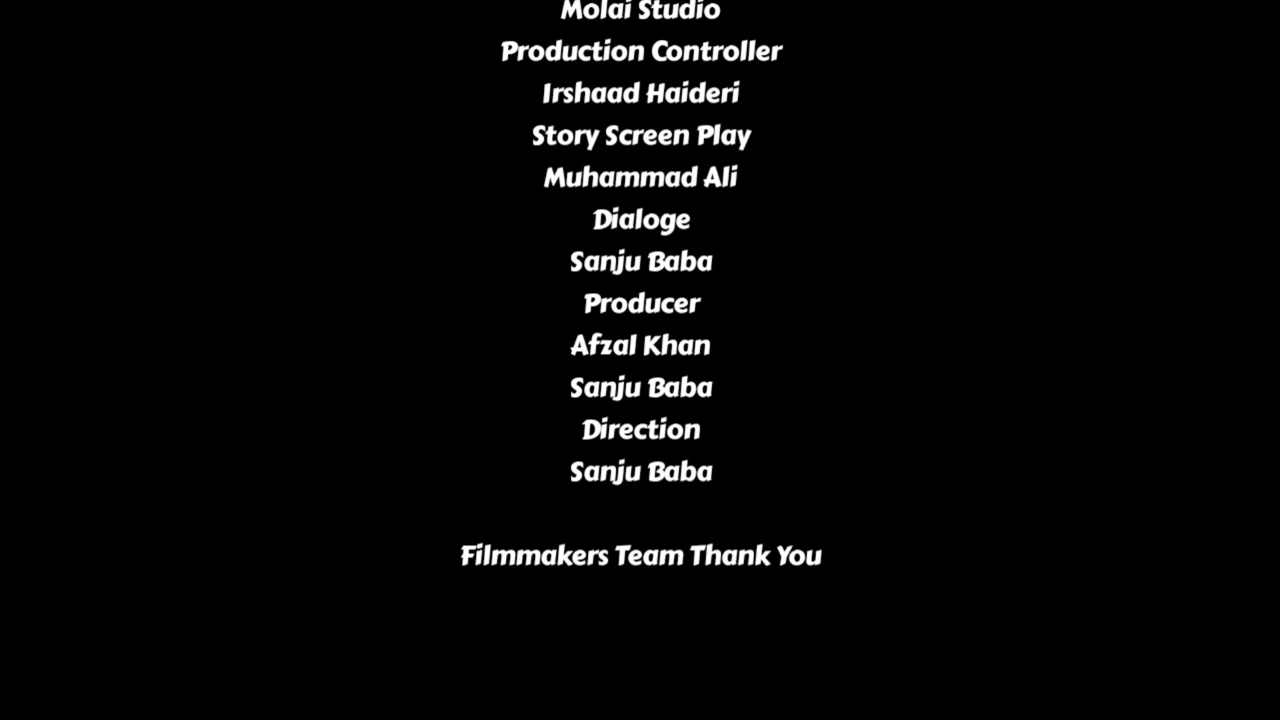 Molai Studio
Production Controller
Irshaad Haideri
Story Screen Play
Muhammad Ali
Dialoge
Sanju Baba
Producer
Afzal Khan
Sanju Baba
Direction
Sanju Baba
Filmmakers Team Thank You